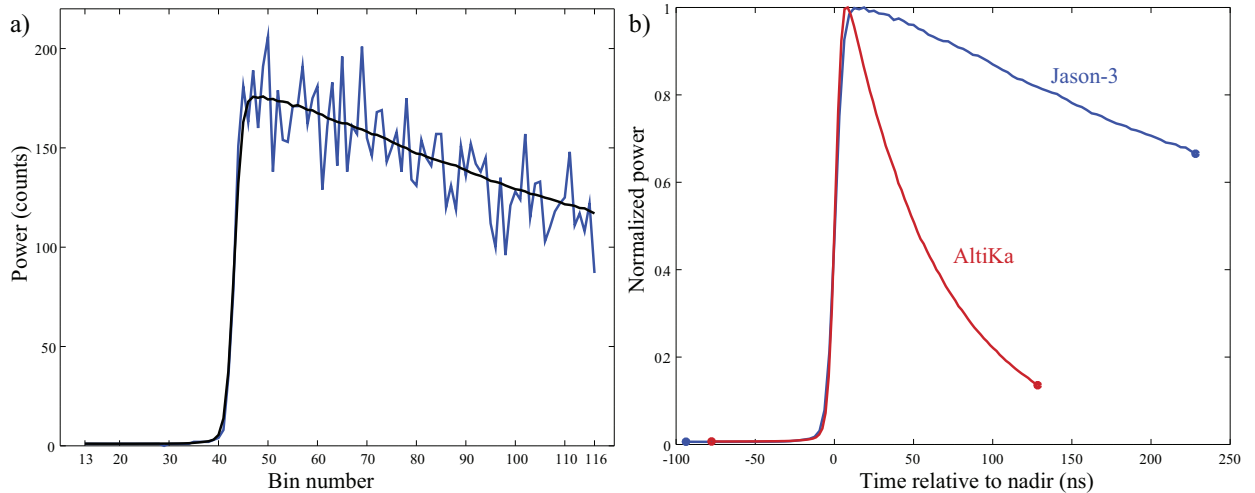 a)
Power (counts)
200
150
100
50
0
13 20 30 40 50 60 70 80 90 100 110 116
Bin number
b)
Normalized power
1
0.8
0.6
0.4
0.2
0
-100 -50 0 50 100 150 200 250
Time relative to nadir (ns)
Jason-3
AltiKa